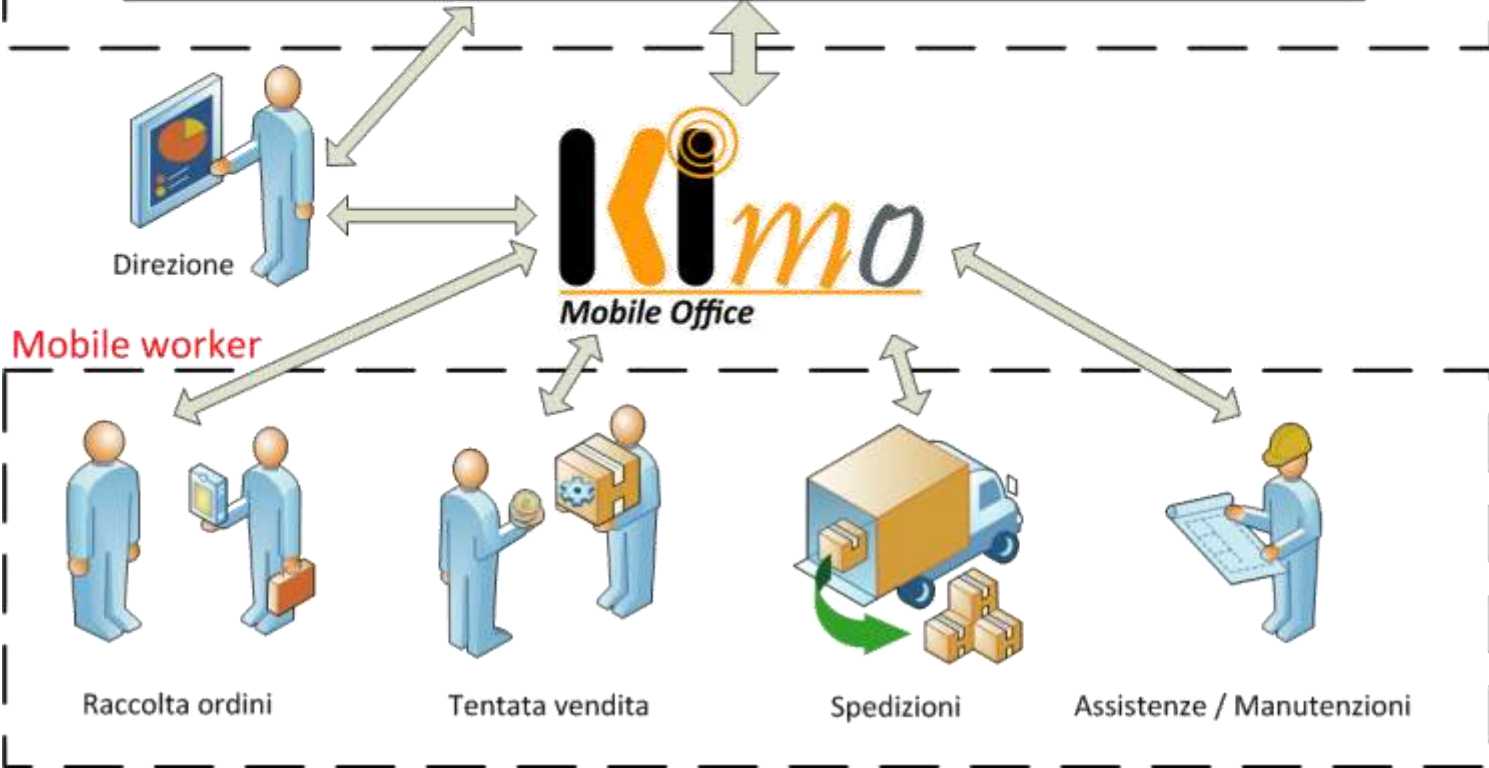 Direzione
KImo
Mobile Office
Mobile worker
Raccolta ordini
Tentata vendita
Spedizioni
Assistenze / Manutenzioni